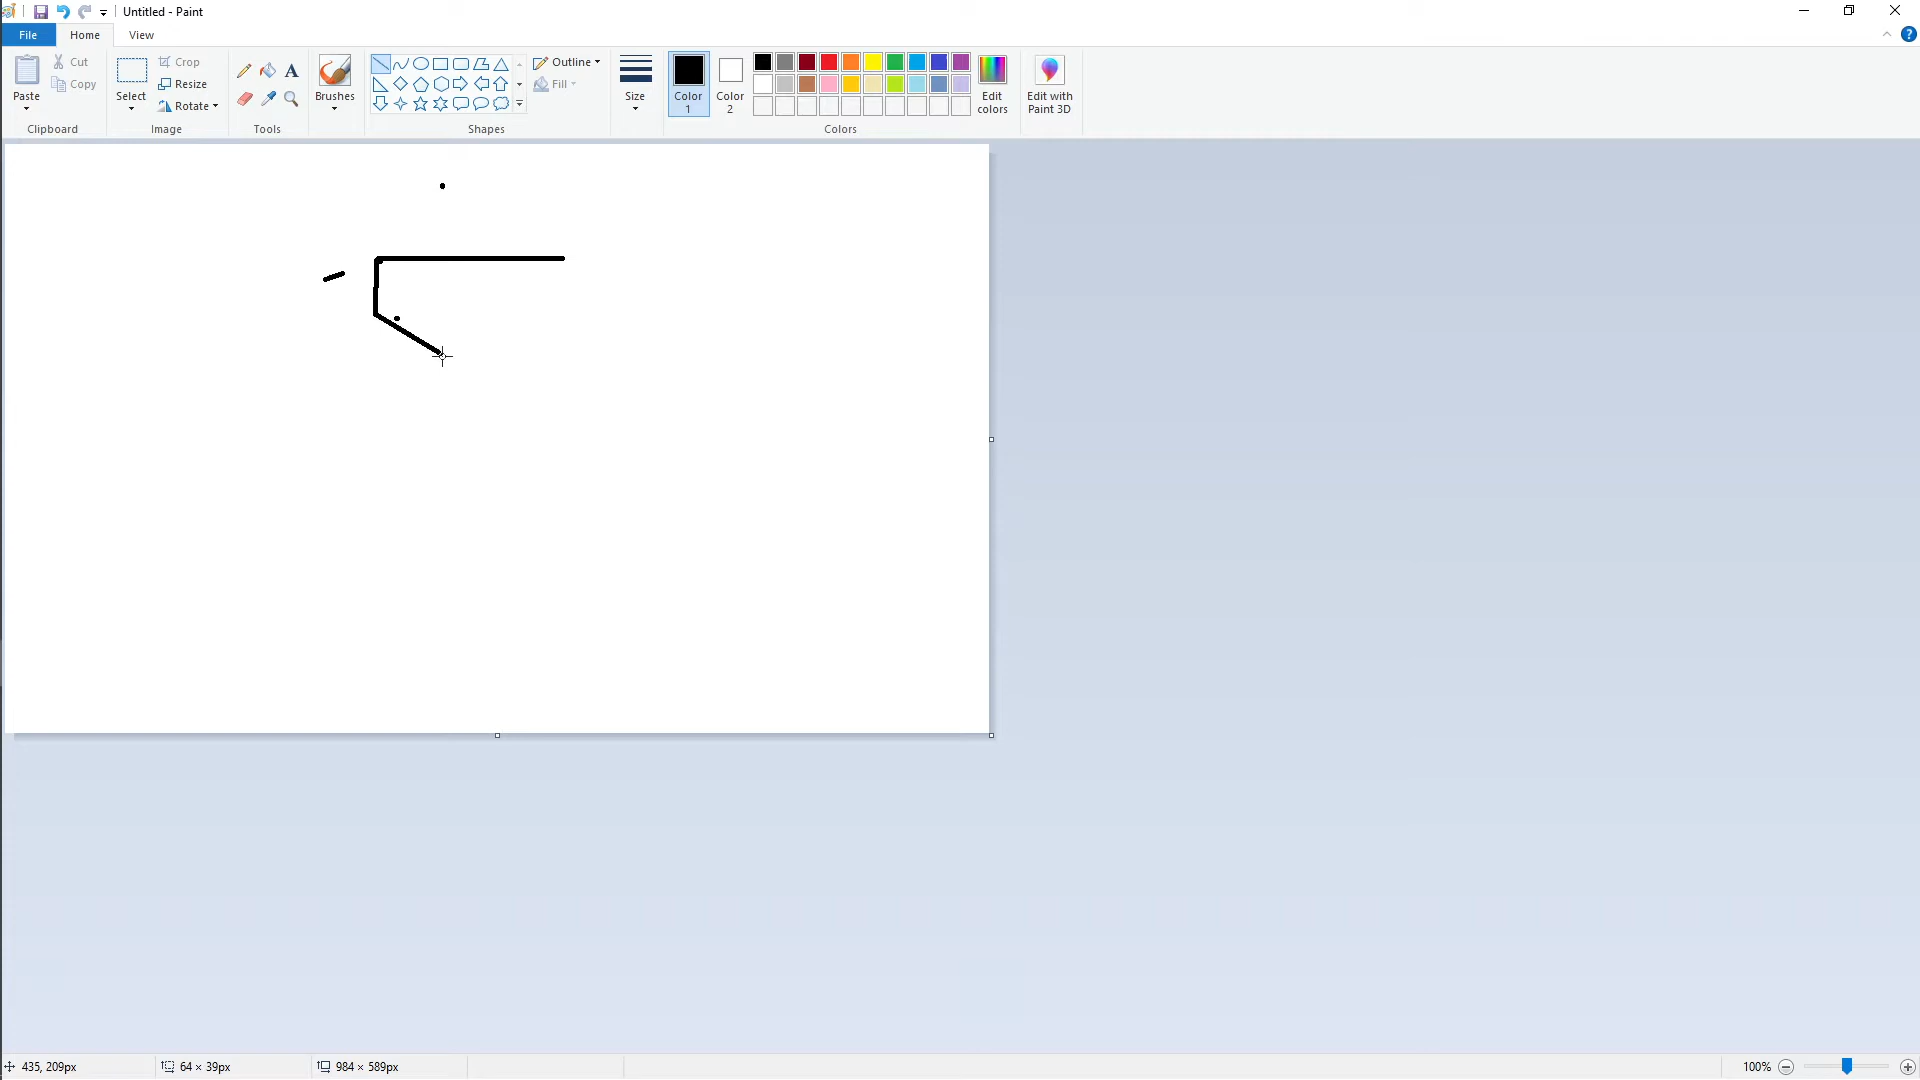 Untitled - Paint
File Home View
Paste
Cut
Copy
Clipboard
Select
Crop
Resize
Rotate
Image
A
Tools
Brushes
Outline
Fill
Shapes
Size
Color 1
Color 2
Edit colors
Colors
Edit with Paint 3D
?
435, 209px
64 × 39px
984 × 589px
100%